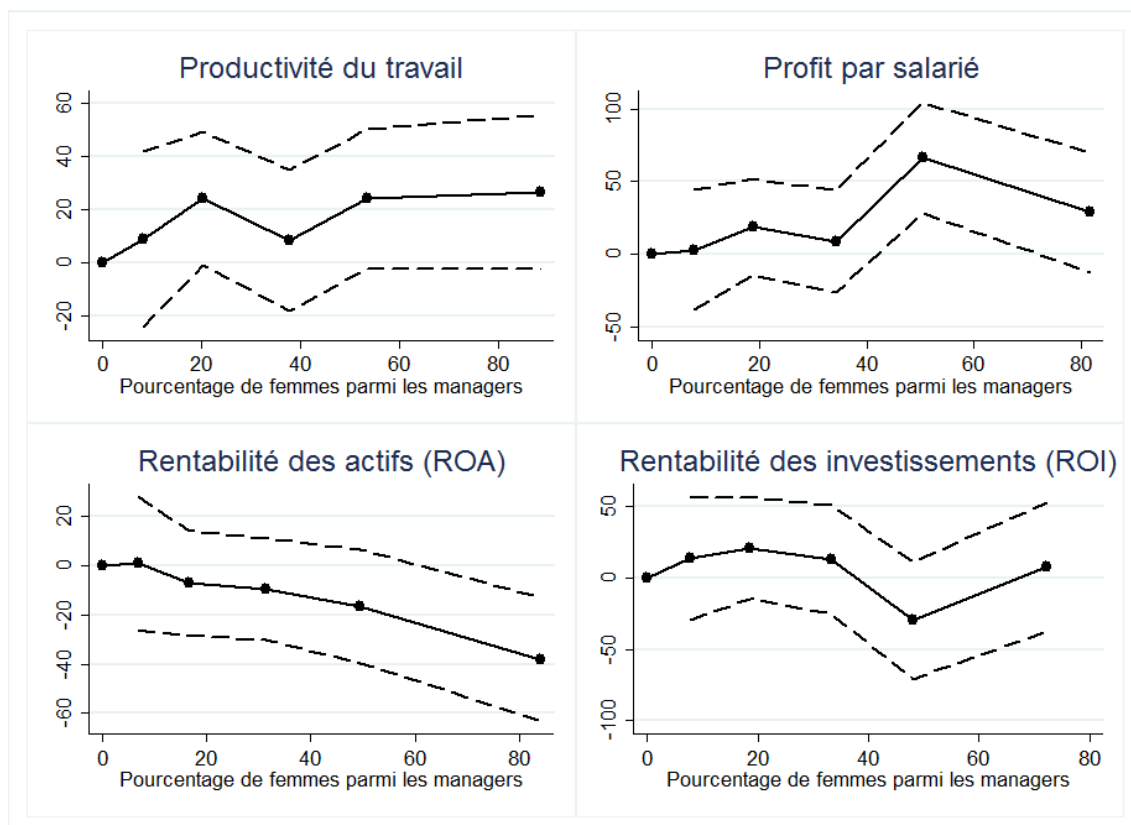 Productivité du travail
60
40
20
0
-20
0 20 40 60 80
Pourcentage de femmes parmi les managers
Profit par salarié
100
50
0
-50
0 20 40 60 80
Pourcentage de femmes parmi les managers
Rentabilité des actifs (ROA)
20
0
-20
-40
-60
0 20 40 60 80
Pourcentage de femmes parmi les managers
Rentabilité des investissements (ROI)
50
0
-50
-100
0 20 40 60 80
Pourcentage de femmes parmi les managers